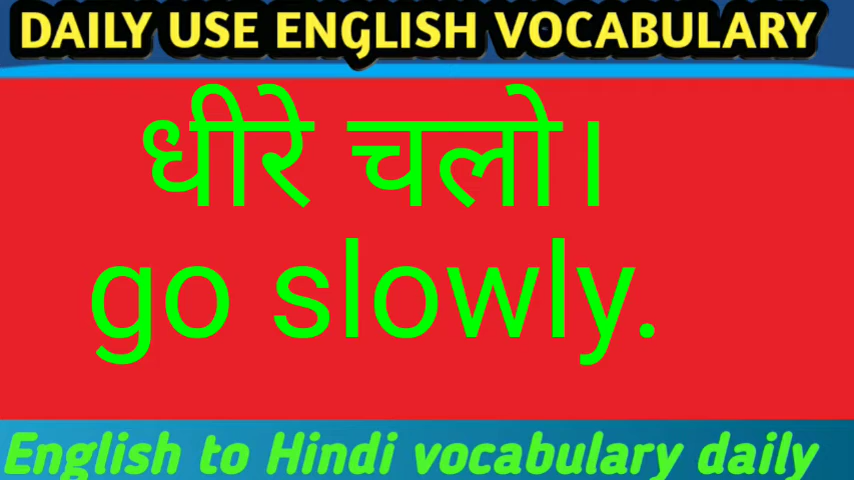 DAILY USE ENGLISH VOCABULARY
धीरे चलो।
go slowly.
English to Hindi vocabulary daily